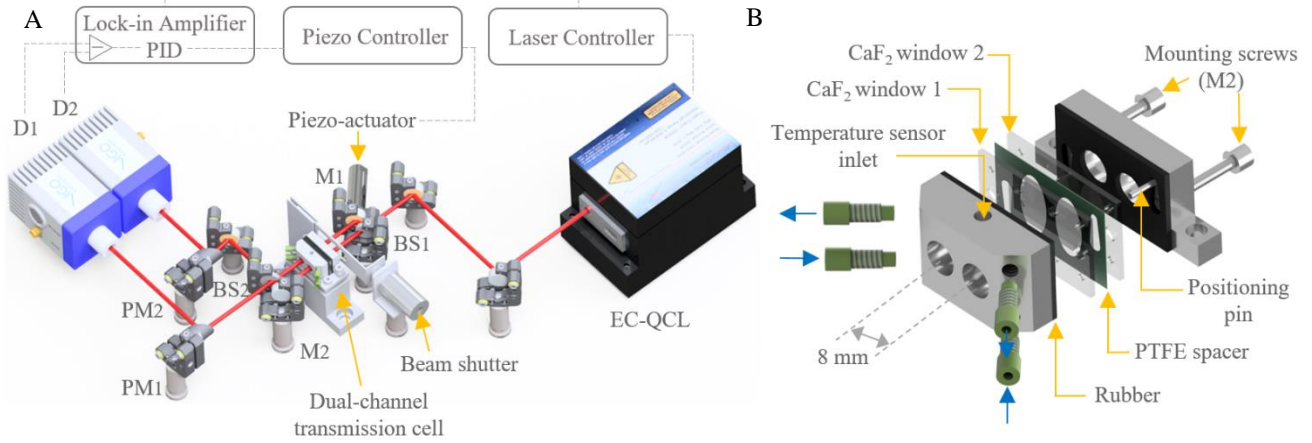 A
Lock-in Amplifier
PID
Piezo Controller
Laser Controller
D1
D2
Piezo-actuator
M1
BS1
BS2
PM2
PM1
M2
EC-QCL
Beam shutter
Dual-channel
transmission cell
VIGO
VIGO
B
CaF₂ window 2
CaF₂ window 1
Temperature sensor
inlet
Mounting screws
(M2)
8 mm
Positioning
pin
PTFE spacer
Rubber